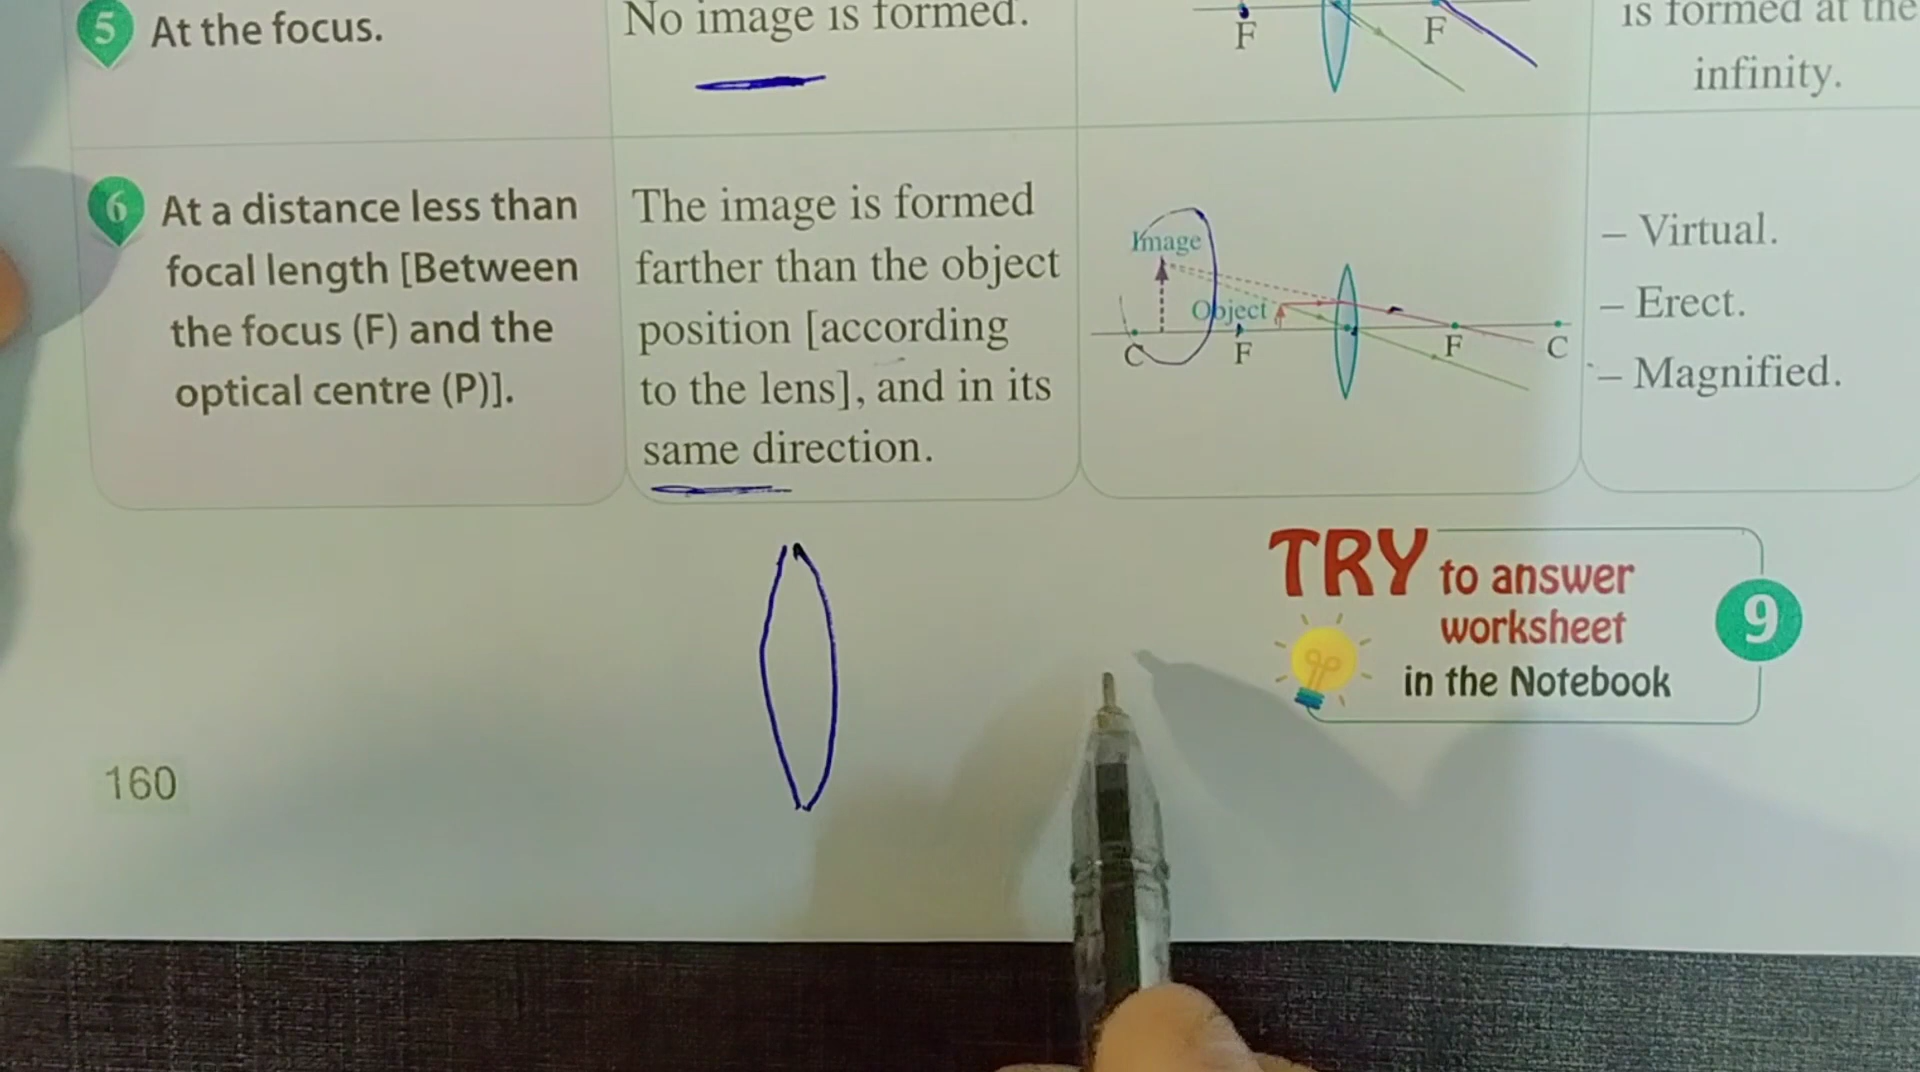 5 At the focus.
No image is formed.
F
F
is formed at the
infinity.
6 At a distance less than
focal length [Between
the focus (F) and the
optical centre (P)].
The image is formed
farther than the object
position [according
to the lens], and in its
same direction.
Image
Object
C
F
F
C
– Virtual.
– Erect.
– Magnified.
TRY to answer
worksheet
in the Notebook
9
160